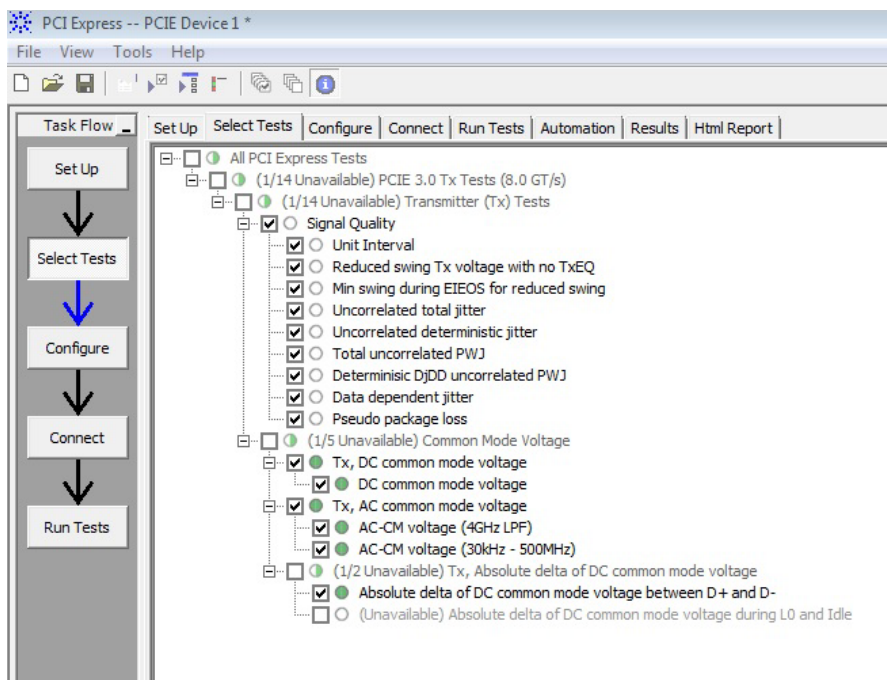 PCI Express -- PCIE Device 1 *
File View Tools Help
Task Flow
Set Up
Select Tests
Configure
Connect
Run Tests
Set Up Select Tests Configure Connect Run Tests Automation Results Html Report
All PCI Express Tests
(1/14 Unavailable) PCIE 3.0 Tx Tests (8.0 GT/s)
(1/14 Unavailable) Transmitter (Tx) Tests
Signal Quality
Unit Interval
Reduced swing Tx voltage with no TxEQ
Min swing during EIEOS for reduced swing
Uncorrelated total jitter
Uncorrelated deterministic jitter
Total uncorrelated PWJ
Determinisic DjDD uncorrelated PWJ
Data dependent jitter
Pseudo package loss
(1/5 Unavailable) Common Mode Voltage
Tx, DC common mode voltage
DC common mode voltage
Tx, AC common mode voltage
AC-CM voltage (4GHz LPF)
AC-CM voltage (30kHz - 500MHz)
(1/2 Unavailable) Tx, Absolute delta of DC common mode voltage
Absolute delta of DC common mode voltage between D+ and D-
(Unavailable) Absolute delta of DC common mode voltage during L0 and Idle